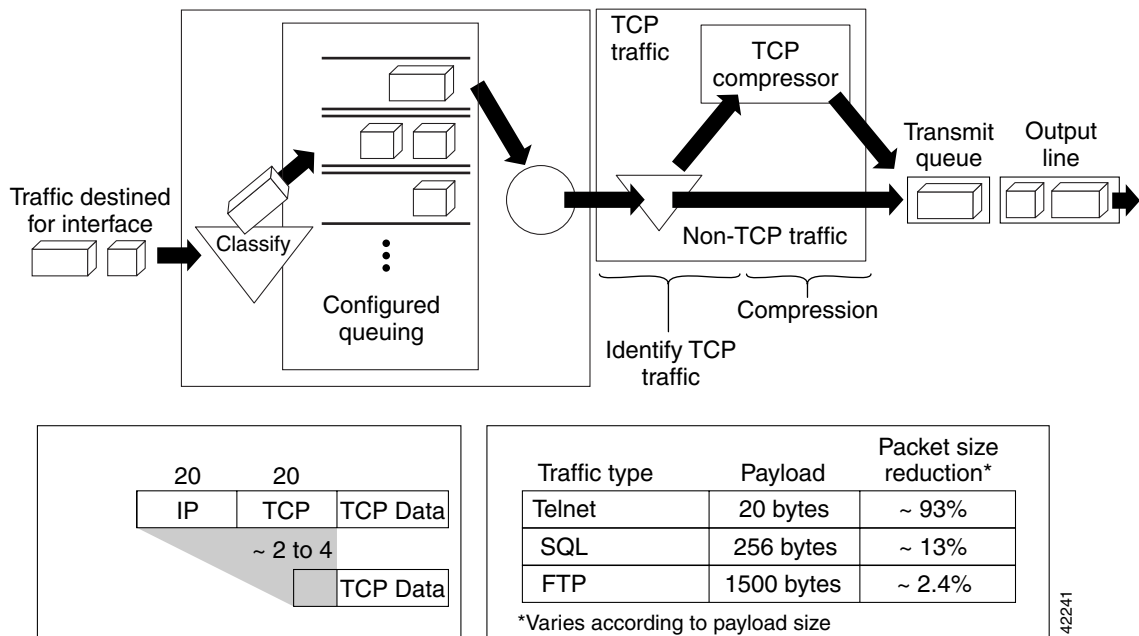 TCP
traffic
TCP
compressor
Transmit
queue
Output
line
Traffic destined
for interface
Classify
Non-TCP traffic
Configured
queuing
Compression
Identify TCP
traffic
20 20
IP TCP TCP Data
~ 2 to 4
TCP Data
Packet size
Traffic type Payload reduction*
Telnet 20 bytes ~ 93%
SQL 256 bytes ~ 13%
FTP 1500 bytes ~ 2.4%
*Varies according to payload size
42241